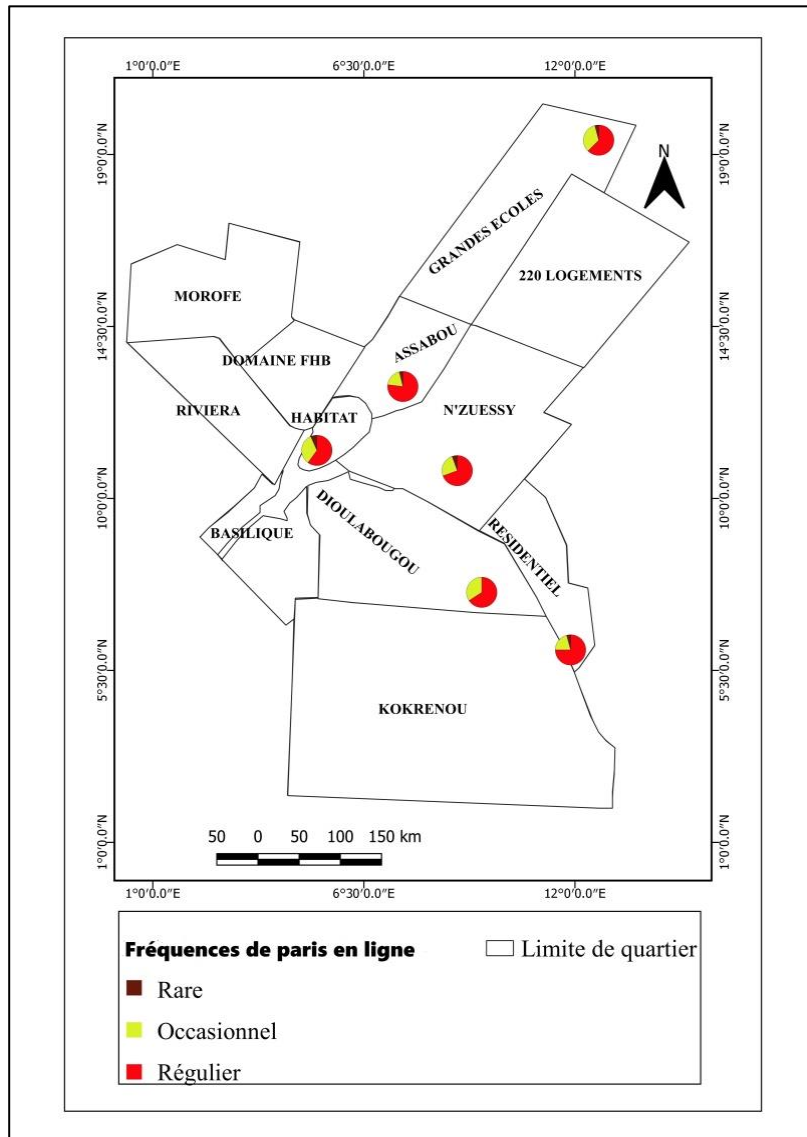 1°0'0.0"E 6°30'0.0"E 12°0'0.0"E
19°0'0.0"N
19°0'0.0"N
N
GRANDES ECOLES
220 LOGEMENTS
MOROFE
14°30'0.0"N
14°30'0.0"N
ASSABOU
DOMAINE FHB
RIVIERA
HABITAT
N'ZUESSY
10°0'0.0"N
10°0'0.0"N
DIOULABOUGOU
BASILIQUE
RESIDENTIEL
5°30'0.0"N
5°30'0.0"N
KOKRENOU
50 0 50 100 150 km
1°0'0.0"N
1°0'0.0"N
1°0'0.0"E 6°30'0.0"E 12°0'0.0"E
Fréquences de paris en ligne
Limite de quartier
Rare
Occasionnel
Régulier